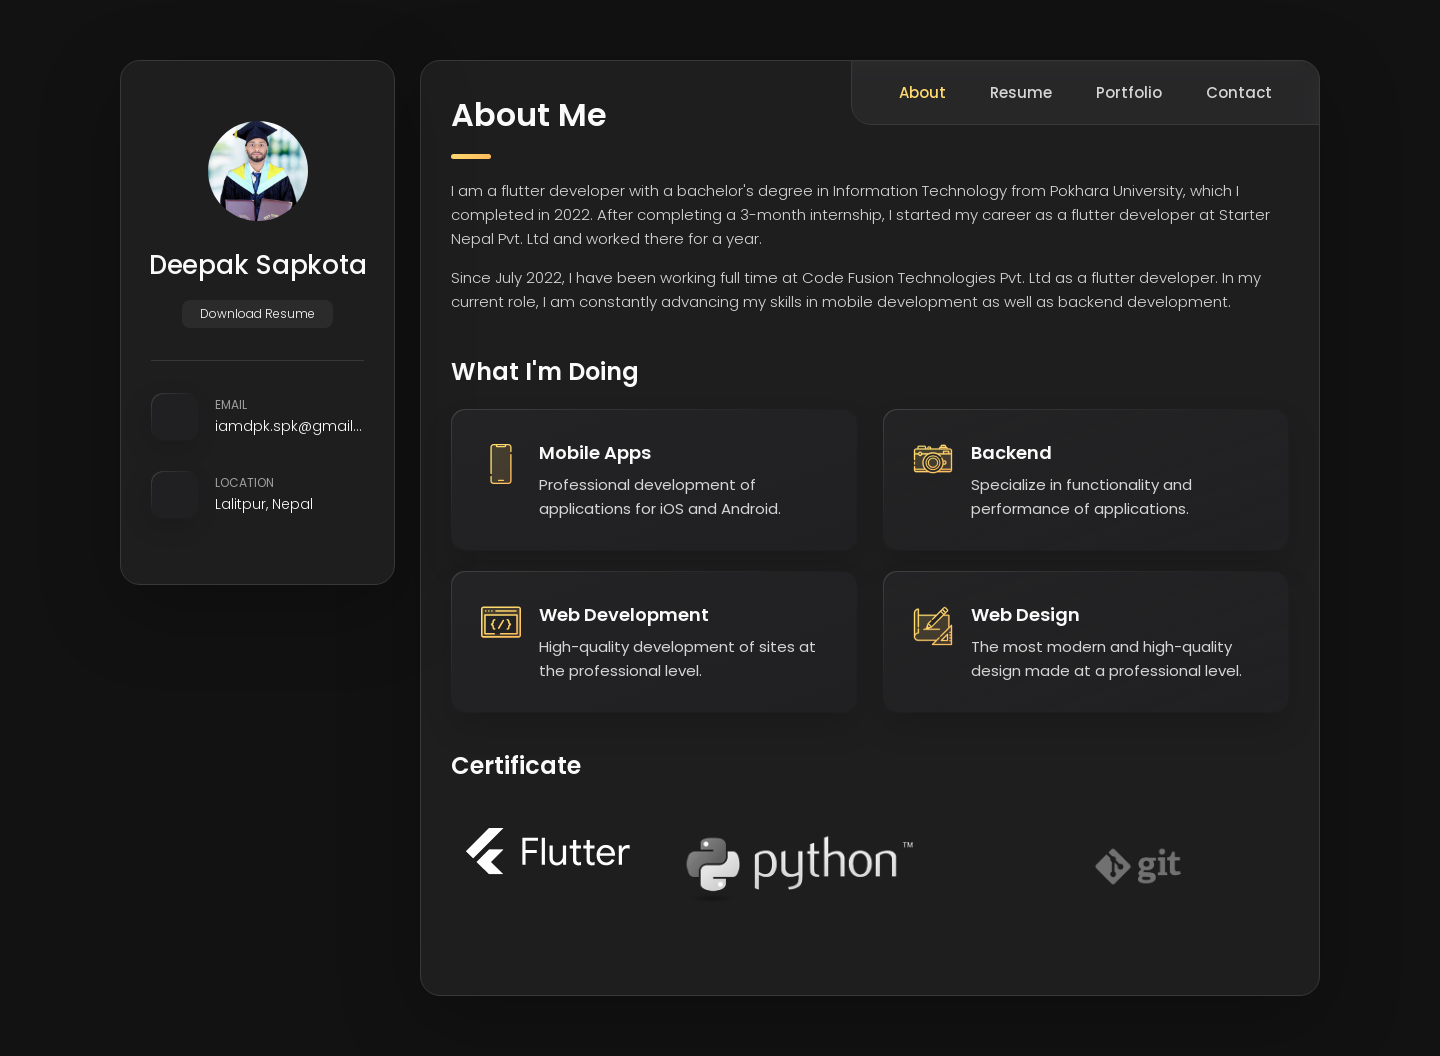 Deepak Sapkota
Download Resume
EMAIL
iamdpk.spk@gmail...
LOCATION
Lalitpur, Nepal
About
Resume
Portfolio
Contact
About Me
I am a flutter developer with a bachelor's degree in Information Technology from Pokhara University, which I
completed in 2022. After completing a 3-month internship, I started my career as a flutter developer at Starter
Nepal Pvt. Ltd and worked there for a year.
Since July 2022, I have been working full time at Code Fusion Technologies Pvt. Ltd as a flutter developer. In my
current role, I am constantly advancing my skills in mobile development as well as backend development.
What I'm Doing
Mobile Apps
Professional development of
applications for iOS and Android.
Backend
Specialize in functionality and
performance of applications.
Web Development
High-quality development of sites at
the professional level.
Web Design
The most modern and high-quality
design made at a professional level.
Certificate
Flutter
python™
git